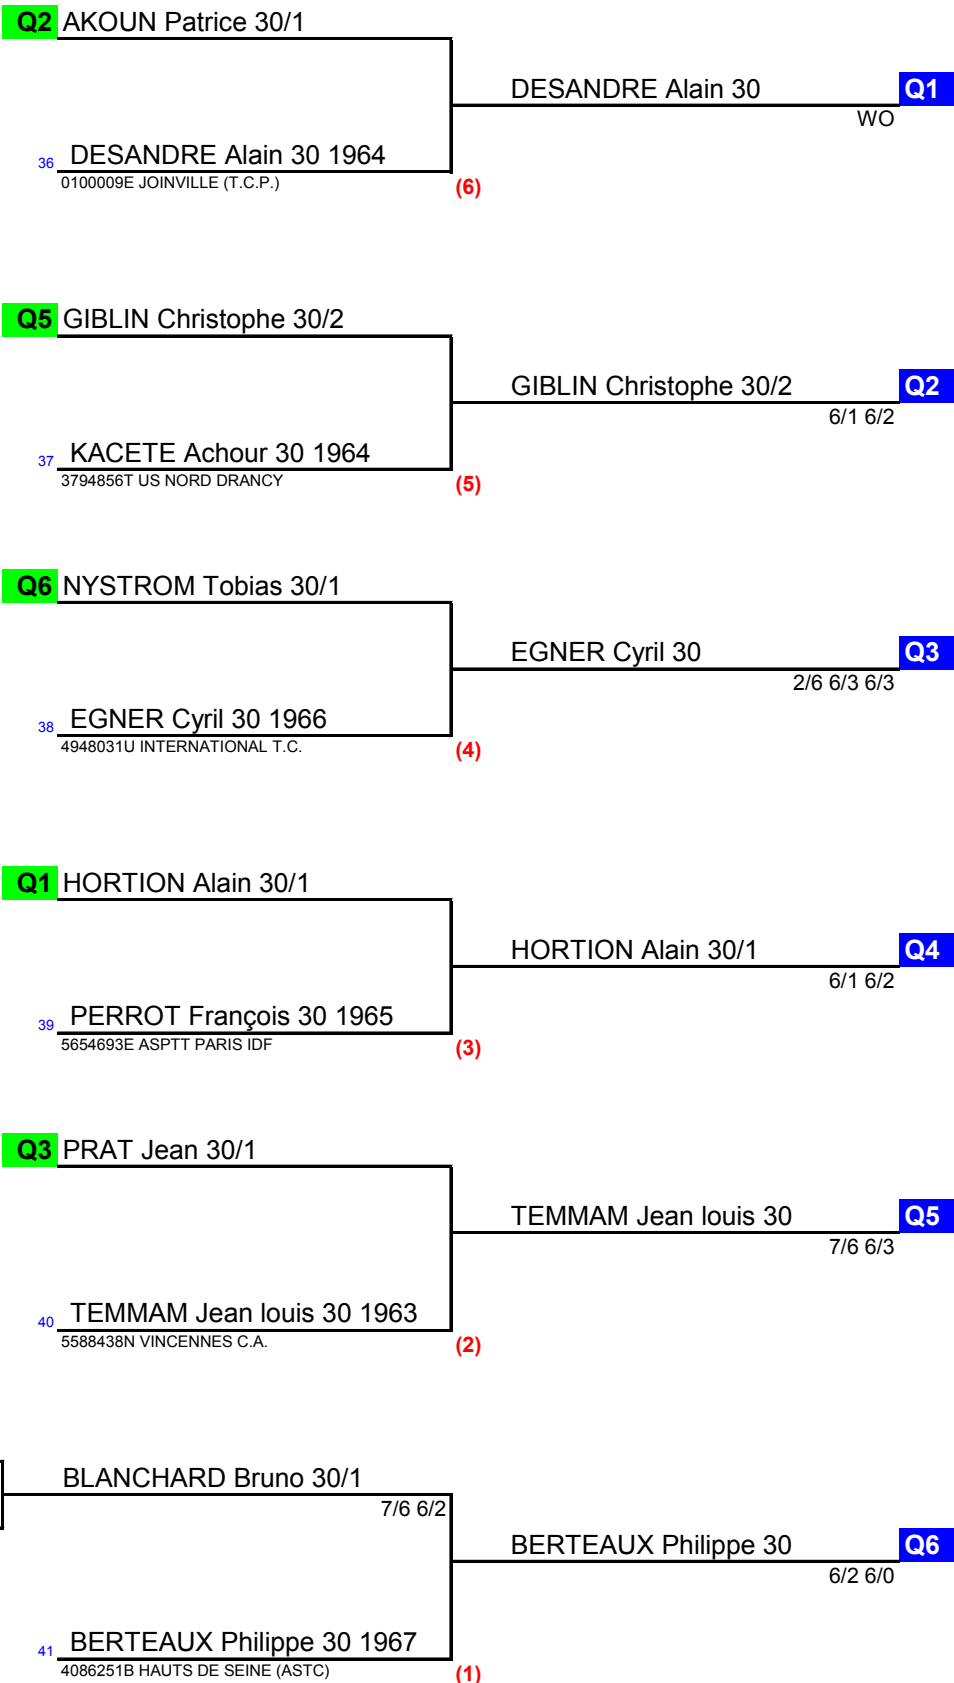 Q2 AKOUN Patrice 30/1
DESANDRE Alain 30 Q1
WO
36 DESANDRE Alain 30 1964
0100009E JOINVILLE (T.C.P.)
(6)
Q5 GIBLIN Christophe 30/2
GIBLIN Christophe 30/2 Q2
6/1 6/2
37 KACETE Achour 30 1964
3794856T US NORD DRANCY
(5)
Q6 NYSTROM Tobias 30/1
EGNER Cyril 30 Q3
2/6 6/3 6/3
38 EGNER Cyril 30 1966
4948031U INTERNATIONAL T.C.
(4)
Q1 HORTION Alain 30/1
HORTION Alain 30/1 Q4
6/1 6/2
39 PERROT François 30 1965
5654693E ASPTT PARIS IDF
(3)
Q3 PRAT Jean 30/1
TEMMAM Jean louis 30 Q5
7/6 6/3
40 TEMMAM Jean louis 30 1963
5588438N VINCENNES C.A.
(2)
BLANCHARD Bruno 30/1
7/6 6/2
BERTEAUX Philippe 30 Q6
6/2 6/0
41 BERTEAUX Philippe 30 1967
4086251B HAUTS DE SEINE (ASTC)
(1)